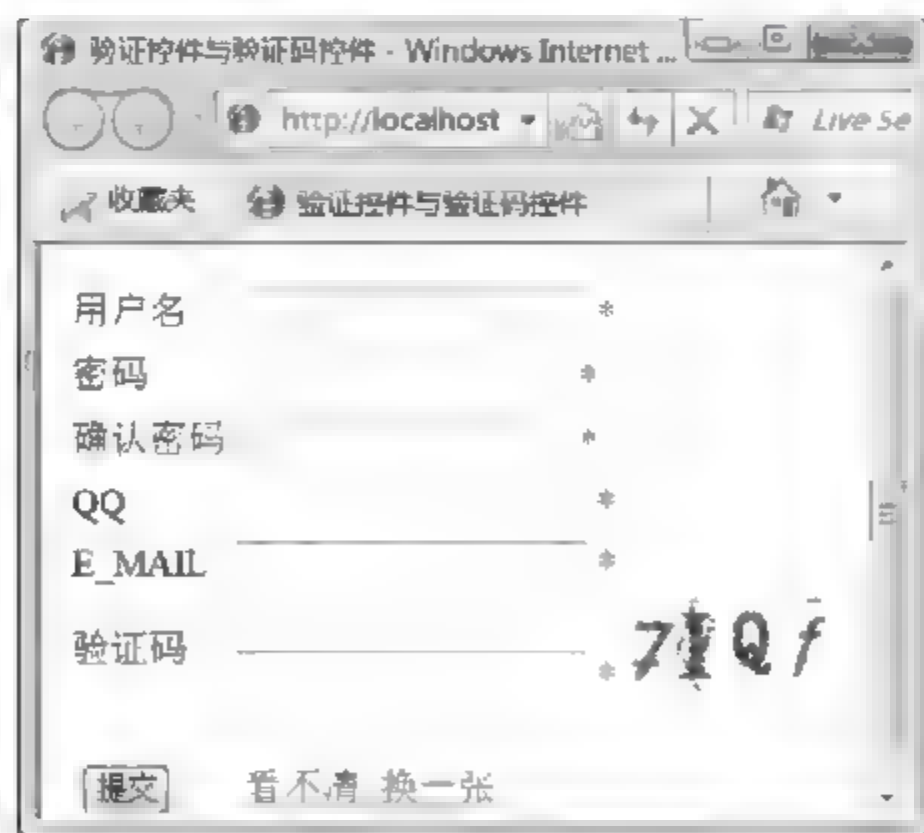 验证控件与验证码控件 - Windows Internet ...
http://localhost Live Se
收藏夹 验证控件与验证码控件
用户名 *
密码 *
确认密码 *
QQ *
E_MAIL *
验证码 * Q f
提交 看不清 换一张